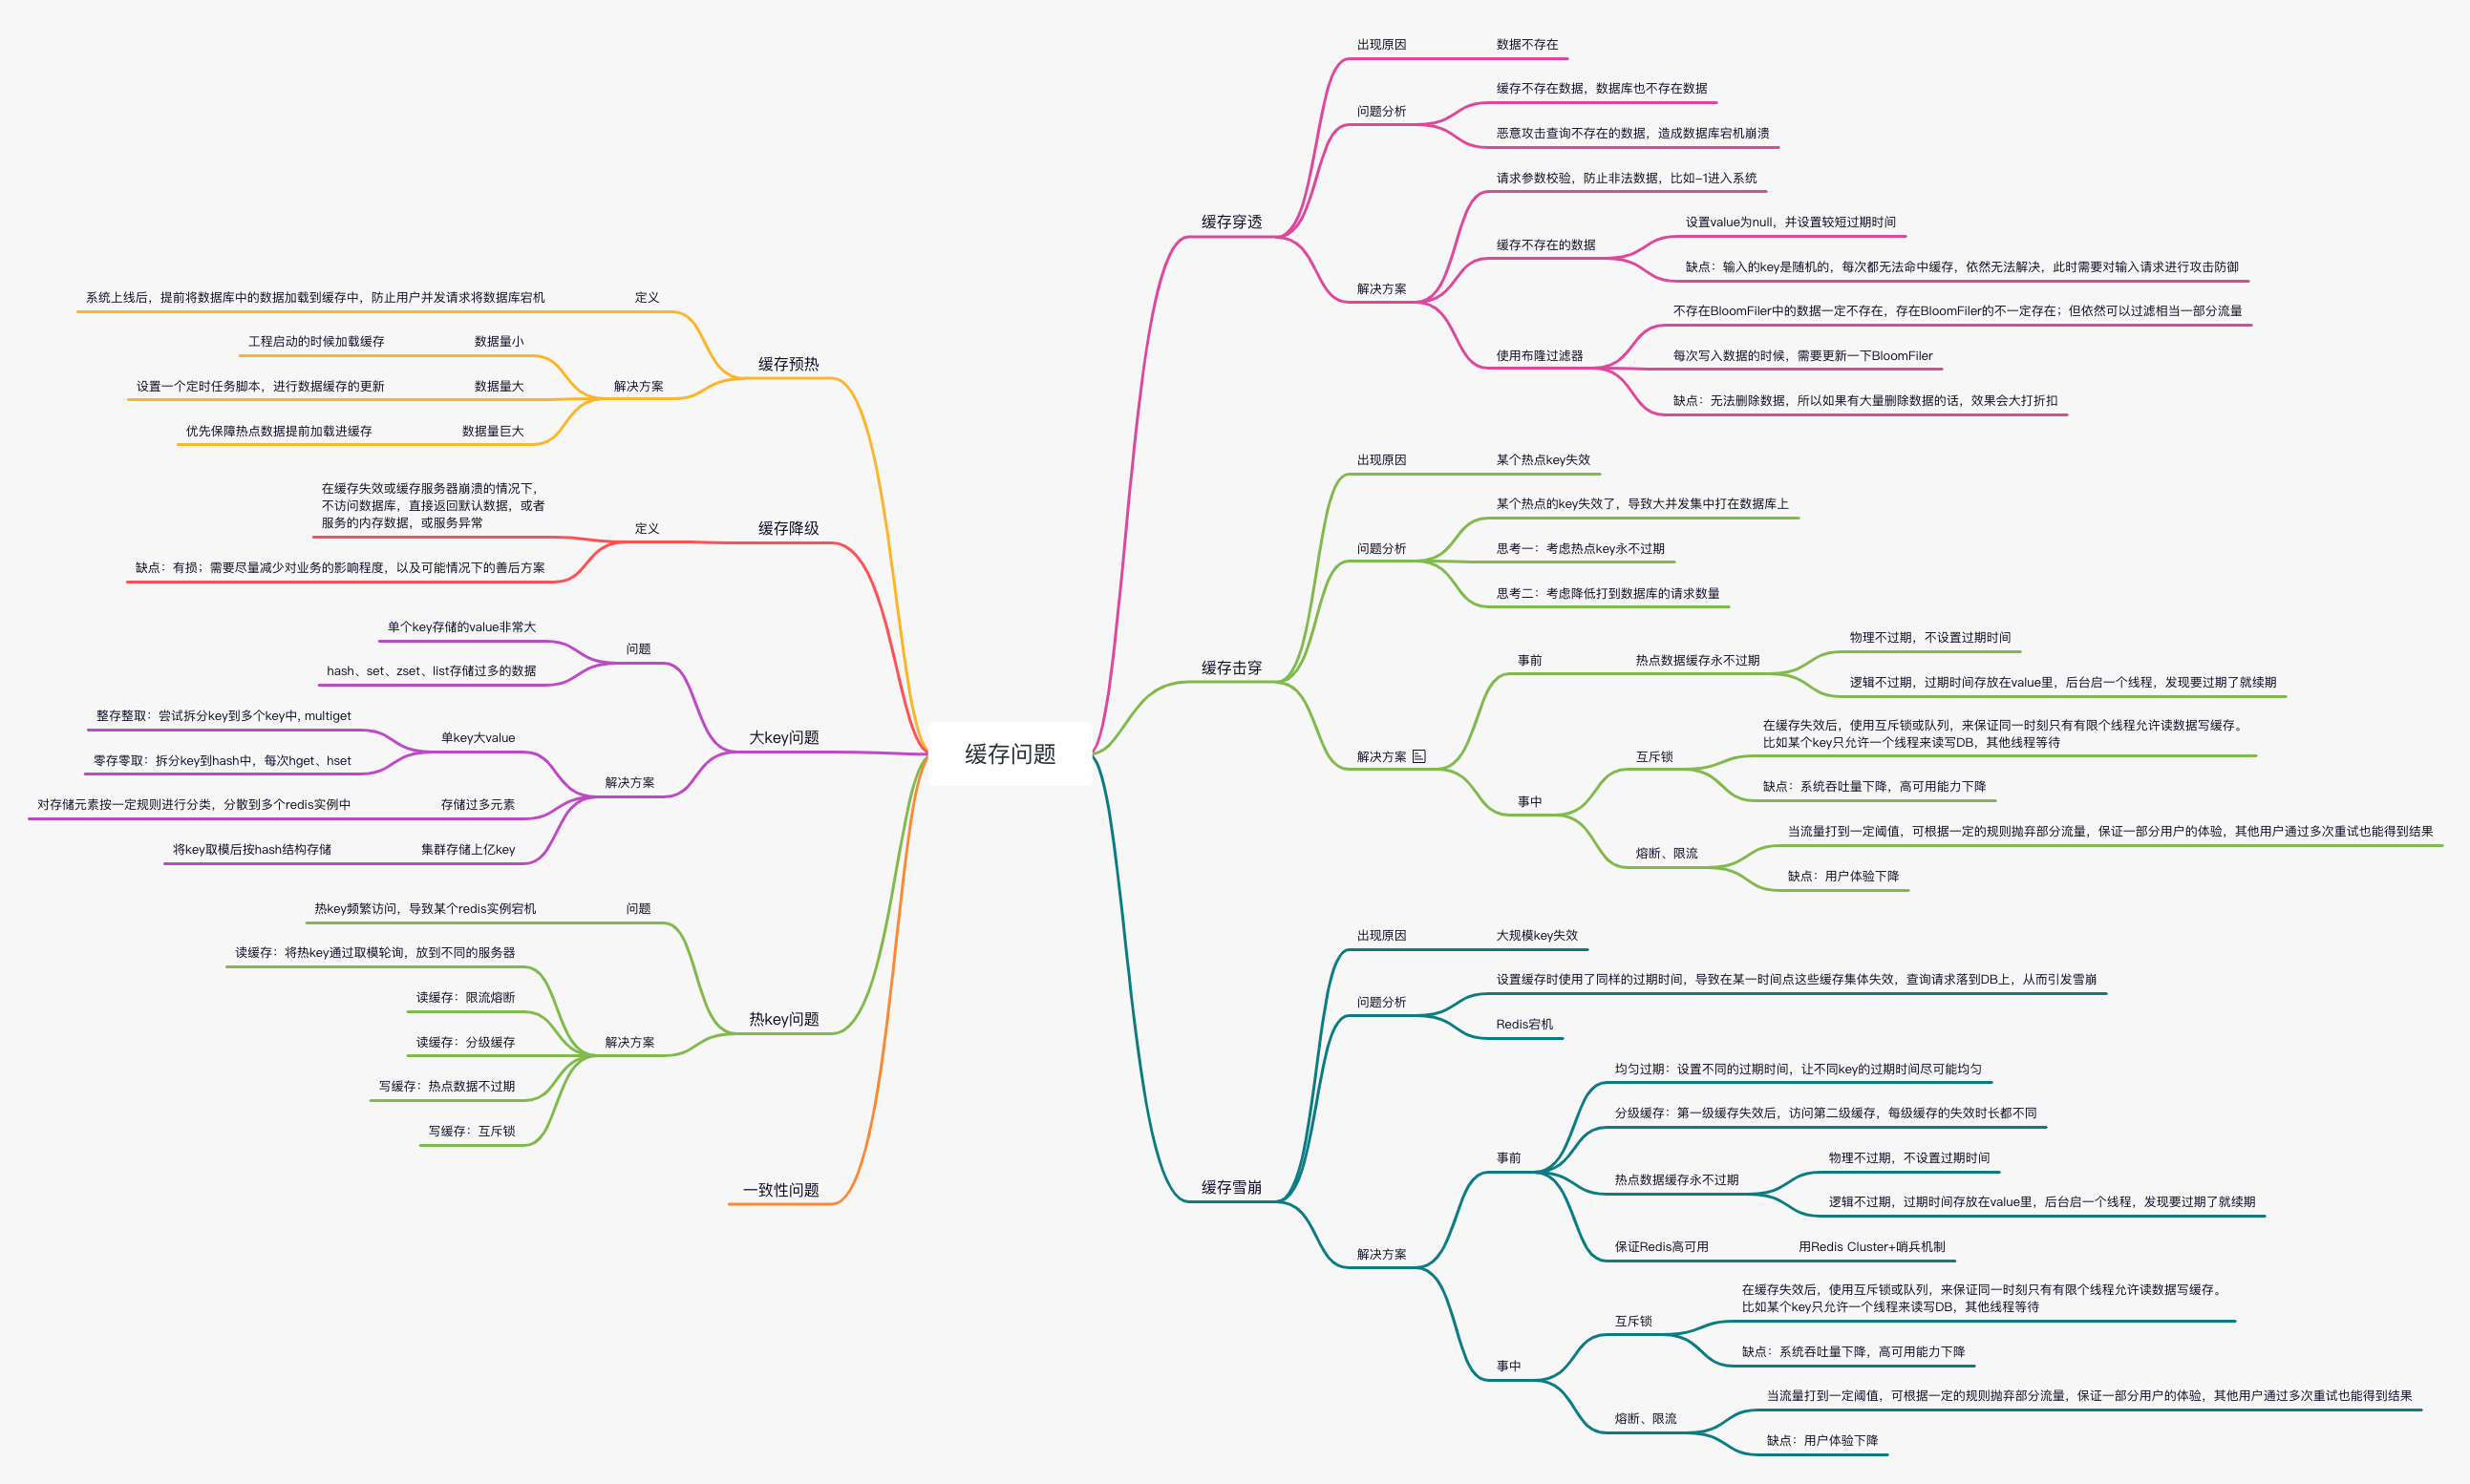 缓存问题
缓存穿透
出现原因
数据不存在
问题分析
缓存不存在数据，数据库也不存在数据
恶意攻击查询不存在的数据，造成数据库宕机崩溃
解决方案
请求参数校验，防止非法数据，比如-1进入系统
缓存不存在的数据
设置value为null，并设置较短过期时间
缺点：输入的key是随机的，每次都无法命中缓存，依然无法解决，此时需要对输入请求进行攻击防御
使用布隆过滤器
不存在BloomFiler中的数据一定不存在，存在BloomFiler的不一定存在；但依然可以过滤相当一部分流量
每次写入数据的时候，需要更新一下BloomFiler
缺点：无法删除数据，所以如果有大量删除数据的话，效果会大打折扣
缓存击穿
出现原因
某个热点key失效
问题分析
某个热点的key失效了，导致大并发集中打在数据库上
思考一：考虑热点key永不过期
思考二：考虑降低打到数据库的请求数量
解决方案
事前
热点数据缓存永不过期
物理不过期，不设置过期时间
逻辑不过期，过期时间存放在value里，后台启一个线程，发现要过期了就续期
事中
互斥锁
在缓存失效后，使用互斥锁或队列，来保证同一时刻只有有限个线程允许读数据写缓存。
比如某个key只允许一个线程来读写DB，其他线程等待
缺点：系统吞吐量下降，高可用能力下降
熔断、限流
当流量打到一定阈值，可根据一定的规则抛弃部分流量，保证一部分用户的体验，其他用户通过多次重试也能得到结果
缺点：用户体验下降
缓存雪崩
出现原因
大规模key失效
问题分析
设置缓存时使用了同样的过期时间，导致在某一时间点这些缓存集体失效，查询请求落到DB上，从而引发雪崩
Redis宕机
解决方案
事前
均匀过期：设置不同的过期时间，让不同key的过期时间尽可能均匀
分级缓存：第一级缓存失效后，访问第二级缓存，每级缓存的失效时长都不同
热点数据缓存永不过期
物理不过期，不设置过期时间
逻辑不过期，过期时间存放在value里，后台启一个线程，发现要过期了就续期
保证Redis高可用
用Redis Cluster+哨兵机制
事中
互斥锁
在缓存失效后，使用互斥锁或队列，来保证同一时刻只有有限个线程允许读数据写缓存。
比如某个key只允许一个线程来读写DB，其他线程等待
缺点：系统吞吐量下降，高可用能力下降
熔断、限流
当流量打到一定阈值，可根据一定的规则抛弃部分流量，保证一部分用户的体验，其他用户通过多次重试也能得到结果
缺点：用户体验下降
缓存预热
定义
系统上线后，提前将数据库中的数据加载到缓存中，防止用户并发请求将数据库宕机
解决方案
数据量小
工程启动的时候加载缓存
数据量大
设置一个定时任务脚本，进行数据缓存的更新
数据量巨大
优先保障热点数据提前加载进缓存
缓存降级
定义
在缓存失效或缓存服务器崩溃的情况下，
不访问数据库，直接返回默认数据，或者
服务的内存数据，或服务异常
缺点：有损；需要尽量减少对业务的影响程度，以及可能情况下的善后方案
大key问题
问题
单个key存储的value非常大
hash、set、zset、list存储过多的数据
解决方案
单key大value
整存整取：尝试拆分key到多个key中, multiget
零存零取：拆分key到hash中，每次hget、hset
存储过多元素
对存储元素按一定规则进行分类，分散到多个redis实例中
集群存储上亿key
将key取模后按hash结构存储
热key问题
问题
热key频繁访问，导致某个redis实例宕机
解决方案
读缓存：将热key通过取模轮询，放到不同的服务器
读缓存：限流熔断
读缓存：分级缓存
写缓存：热点数据不过期
写缓存：互斥锁
一致性问题